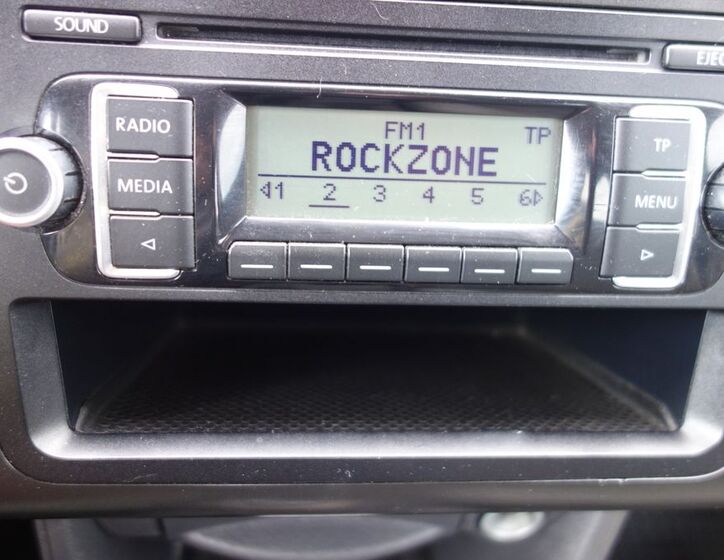 SOUND
EJEC
RADIO
MEDIA
FM1 TP
ROCKZONE
1 2 3 4 5 6
TP
MENU